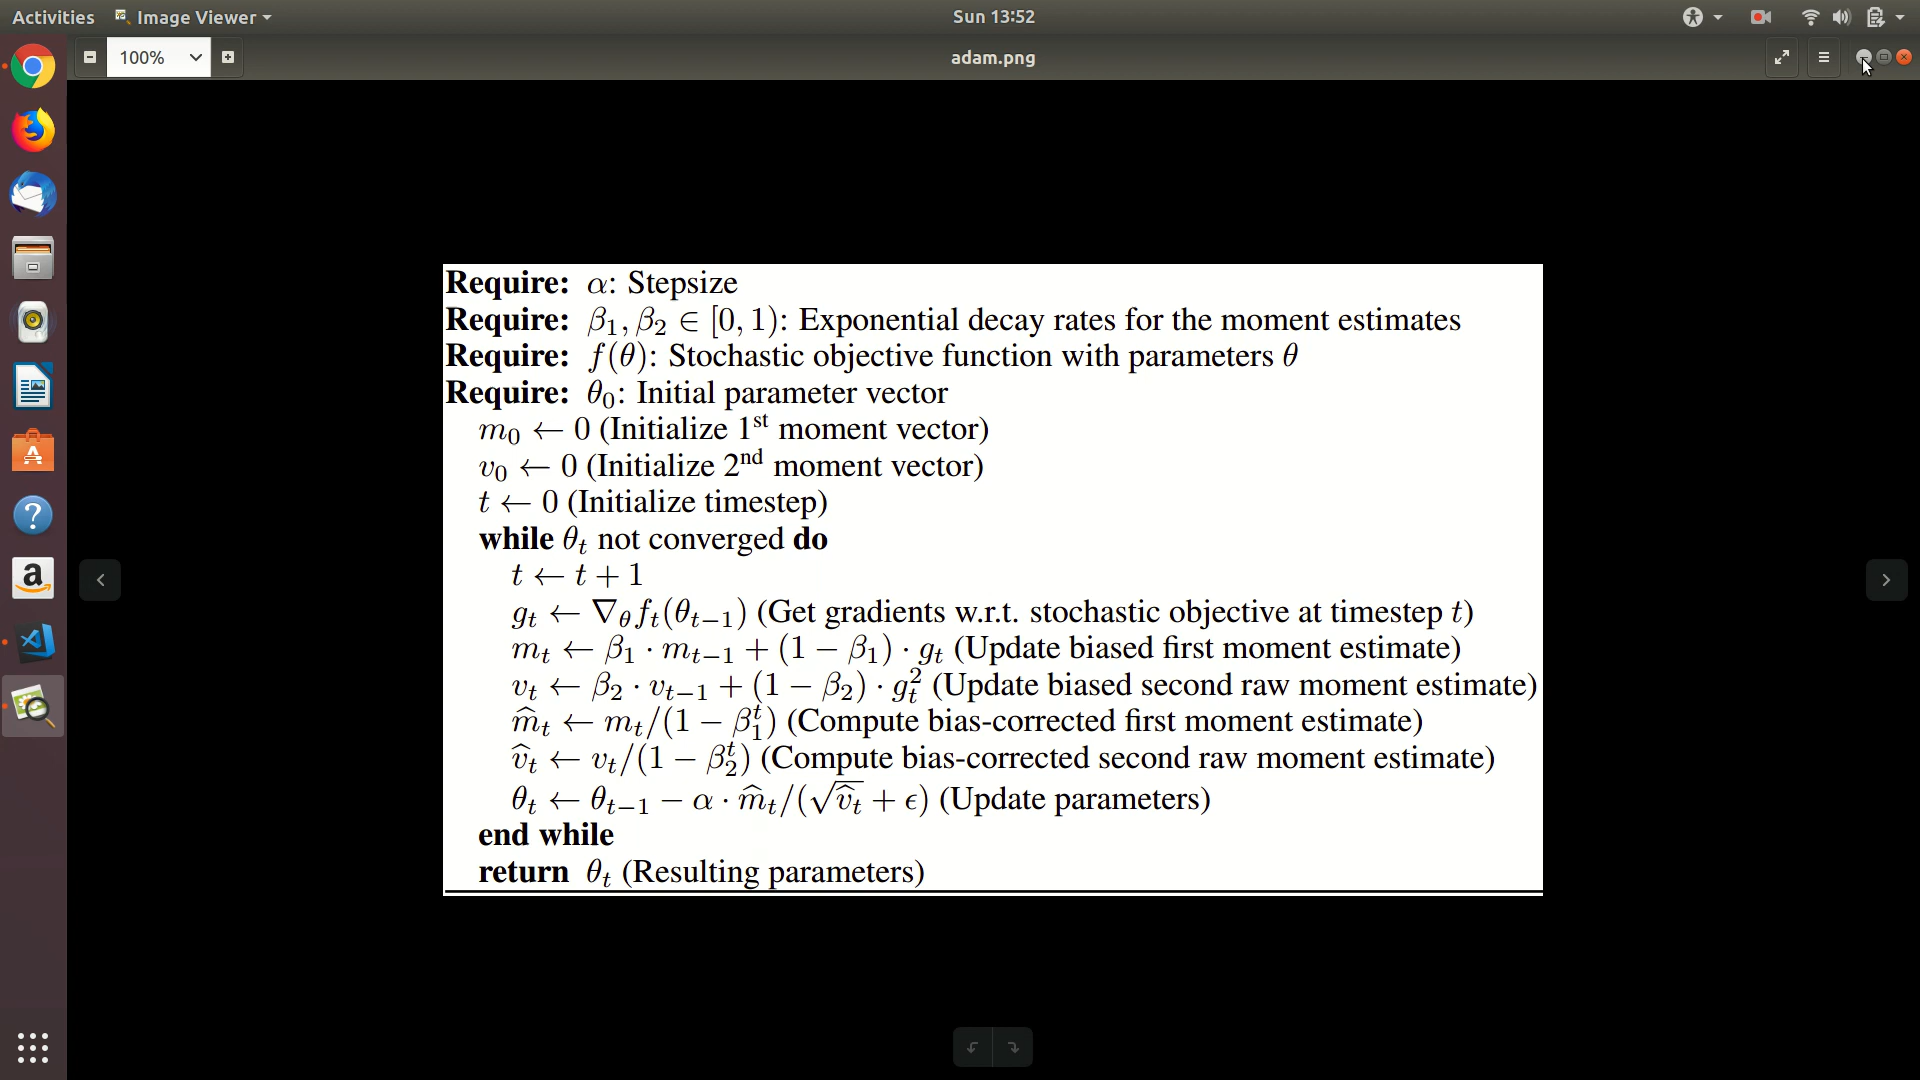 Activities Image Viewer Sun 13:52
100% adam.png
Require: α: Stepsize
Require: β₁, β₂ ∈ [0, 1): Exponential decay rates for the moment estimates
Require: f(θ): Stochastic objective function with parameters θ
Require: θ₀: Initial parameter vector
m₀ ← 0 (Initialize 1ˢᵗ moment vector)
v₀ ← 0 (Initialize 2ⁿᵈ moment vector)
t ← 0 (Initialize timestep)
while θₜ not converged do
t ← t + 1
gₜ ← ∇_θ fₜ(θₜ₋₁) (Get gradients w.r.t. stochastic objective at timestep t)
mₜ ← β₁ · mₜ₋₁ + (1 − β₁) · gₜ (Update biased first moment estimate)
vₜ ← β₂ · vₜ₋₁ + (1 − β₂) · gₜ² (Update biased second raw moment estimate)
m̂ₜ ← mₜ/(1 − β₁ᵗ) (Compute bias-corrected first moment estimate)
v̂ₜ ← vₜ/(1 − β₂ᵗ) (Compute bias-corrected second raw moment estimate)
θₜ ← θₜ₋₁ − α · m̂ₜ/(√v̂ₜ + ϵ) (Update parameters)
end while
return θₜ (Resulting parameters)